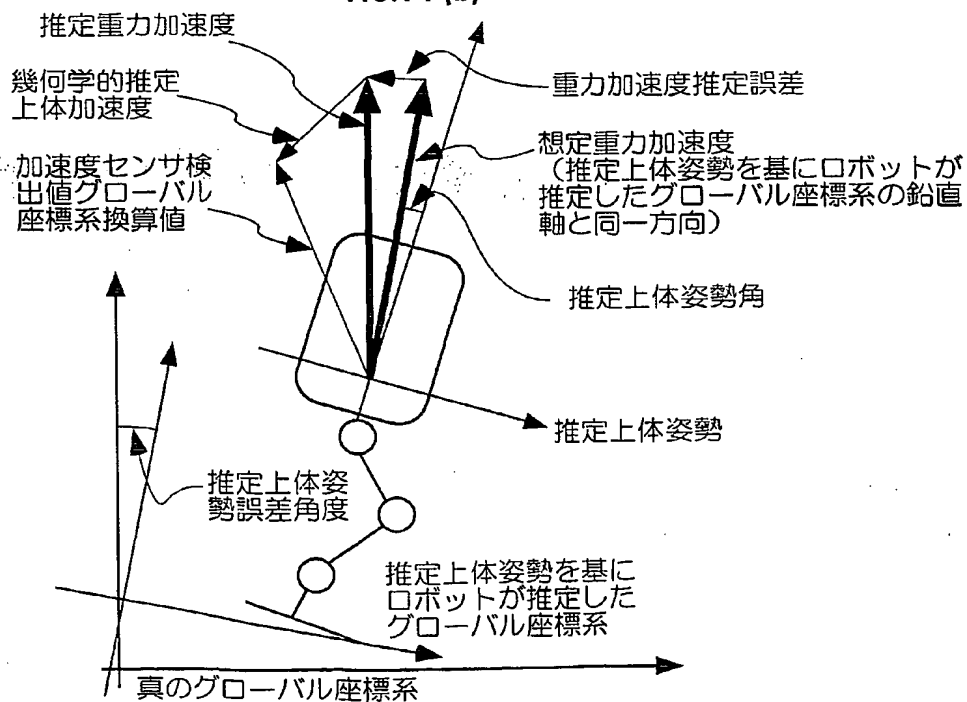 推定重力加速度
幾何学的推定
上体加速度
重力加速度推定誤差
加速度センサ検
出値グローバル
座標系換算値
想定重力加速度
(推定上体姿勢を基にロボットが
推定したグローバル座標系の鉛直
軸と同一方向)
推定上体姿勢角
推定上体姿勢
推定上体姿
勢誤差角度
推定上体姿勢を基に
ロボットが推定した
グローバル座標系
真のグローバル座標系